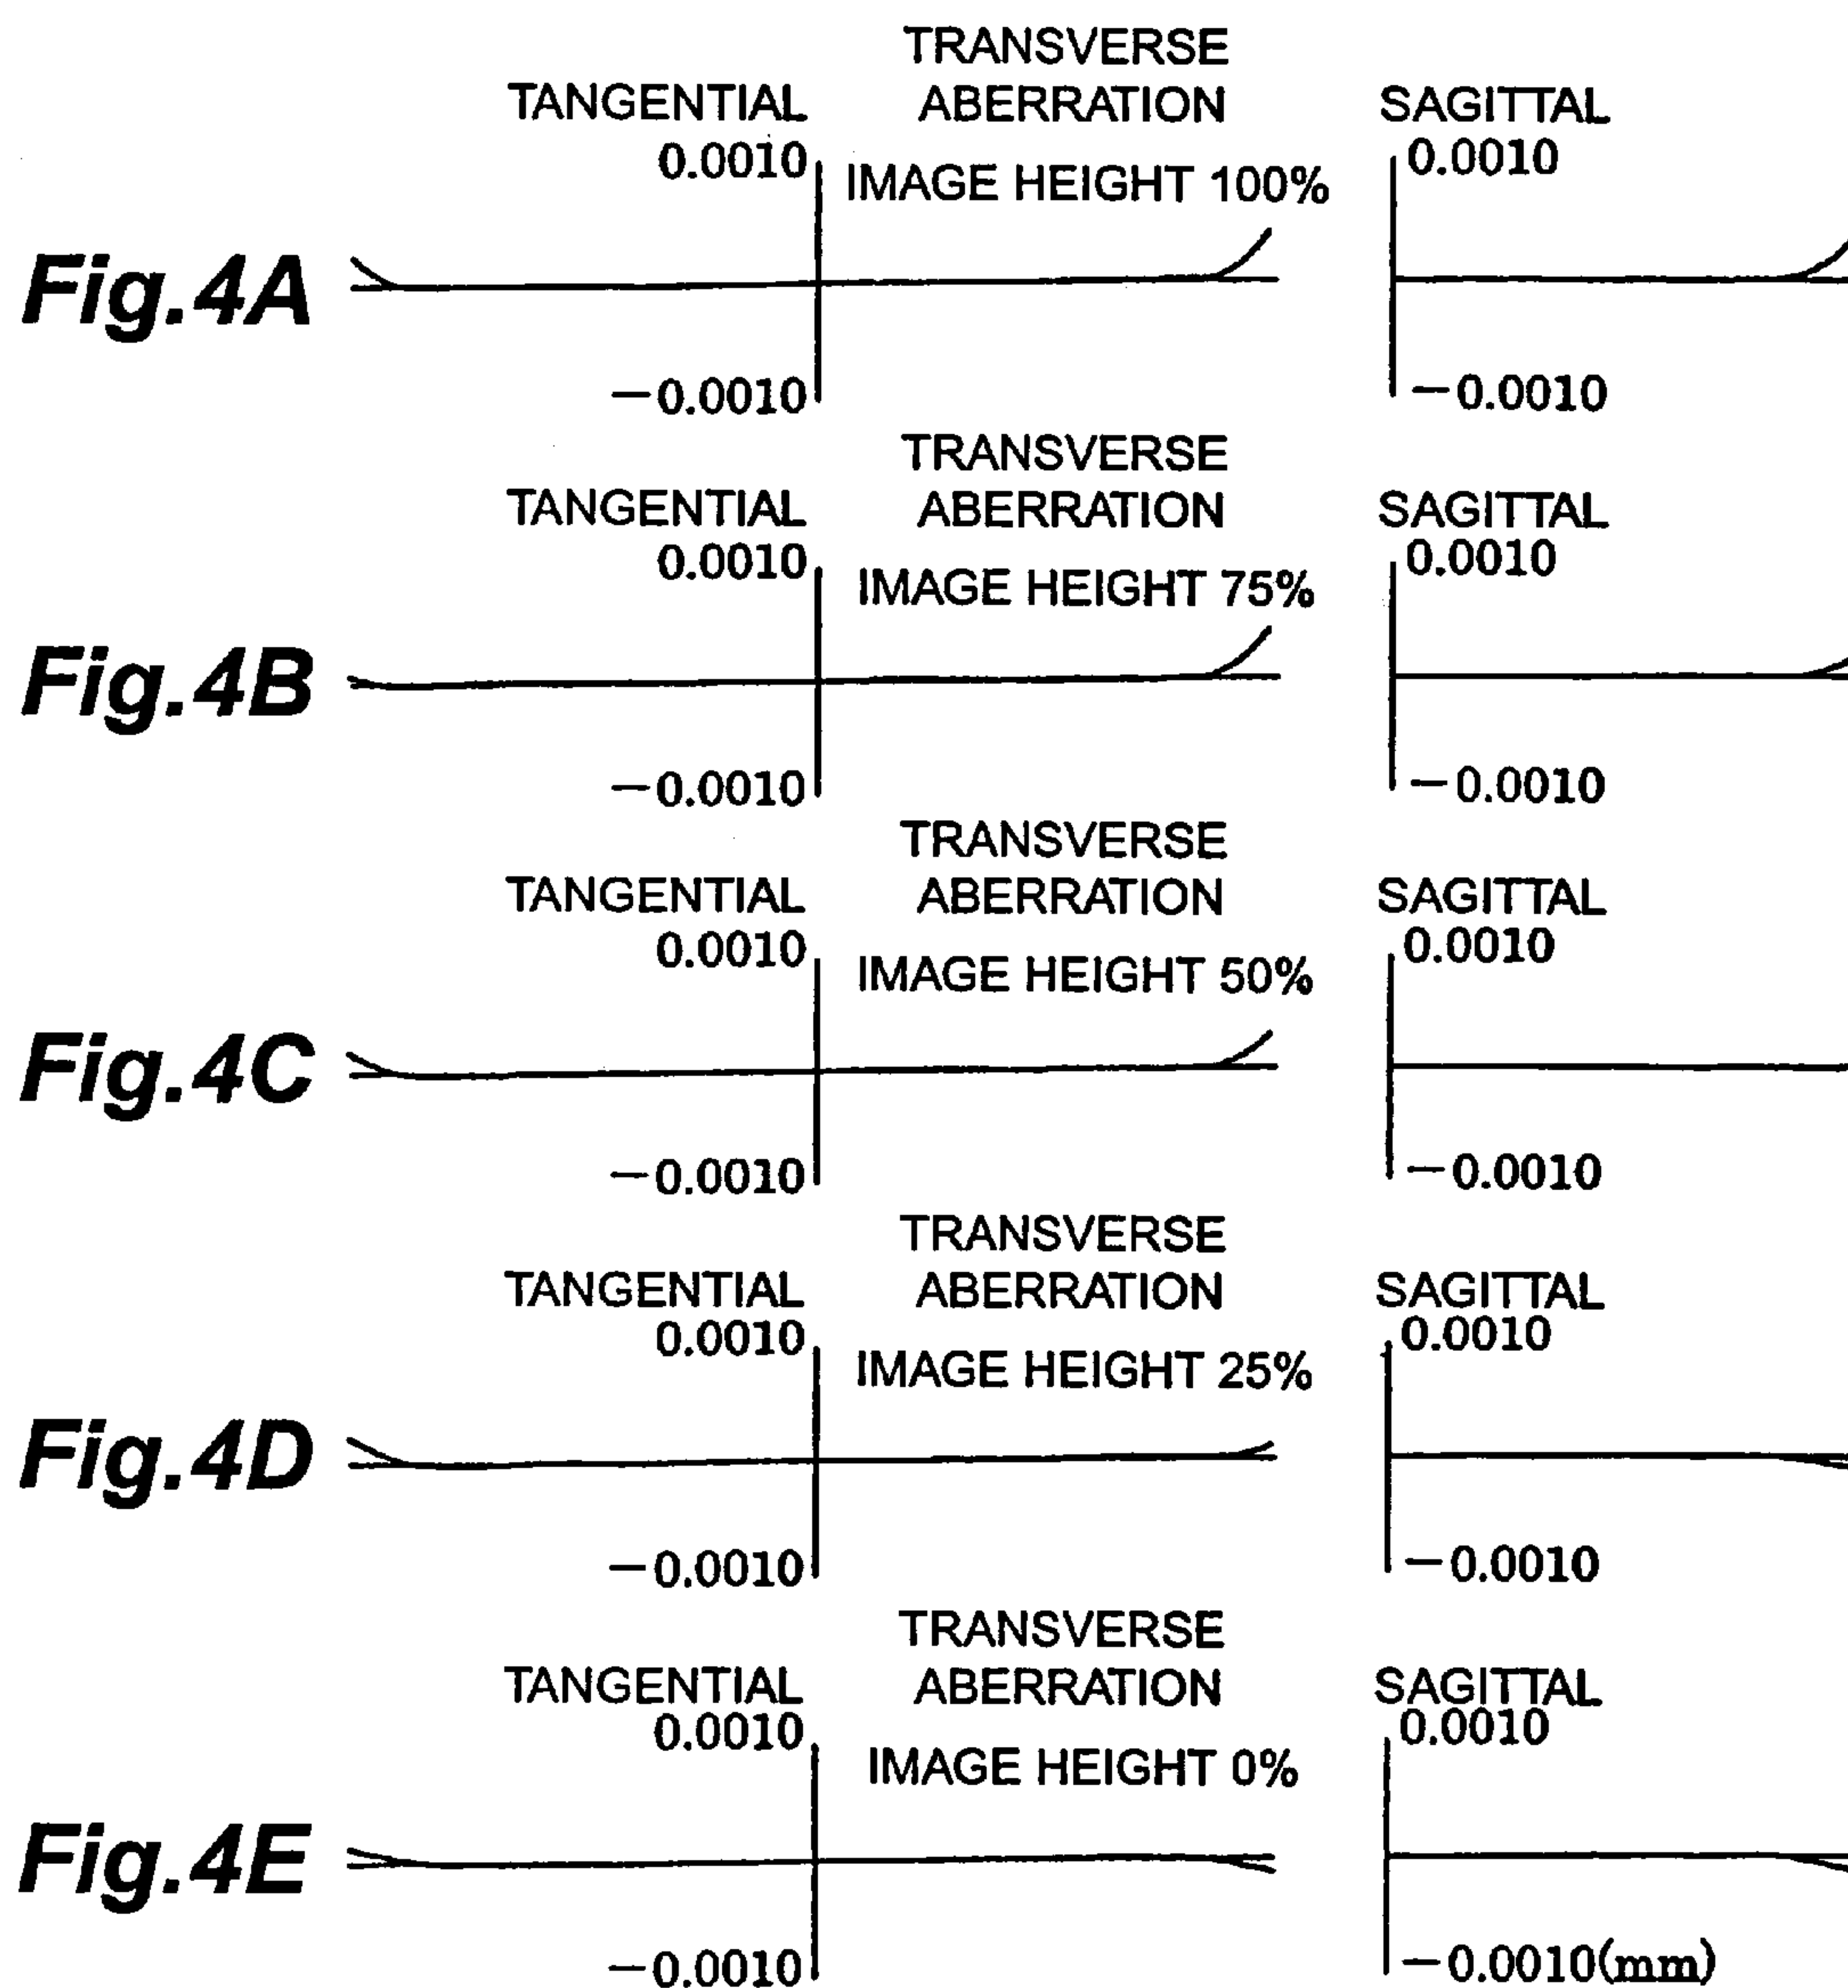 TRANSVERSE
TANGENTIAL ABERRATION SAGITTAL
0.0010 IMAGE HEIGHT 100% 0.0010
Fig.4A
−0.0010 −0.0010
TRANSVERSE
TANGENTIAL ABERRATION SAGITTAL
0.0010 IMAGE HEIGHT 75% 0.0010
Fig.4B
−0.0010 −0.0010
TRANSVERSE
TANGENTIAL ABERRATION SAGITTAL
0.0010 IMAGE HEIGHT 50% 0.0010
Fig.4C
−0.0010 −0.0010
TRANSVERSE
TANGENTIAL ABERRATION SAGITTAL
0.0010 IMAGE HEIGHT 25% 0.0010
Fig.4D
−0.0010 −0.0010
TRANSVERSE
TANGENTIAL ABERRATION SAGITTAL
0.0010 IMAGE HEIGHT 0% 0.0010
Fig.4E
−0.0010 −0.0010(mm)